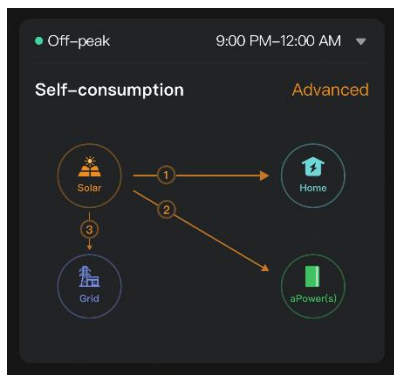 Off-peak 9:00 PM–12:00 AM
Self-consumption Advanced
1
Solar
Home
2
3
Grid
aPower(s)